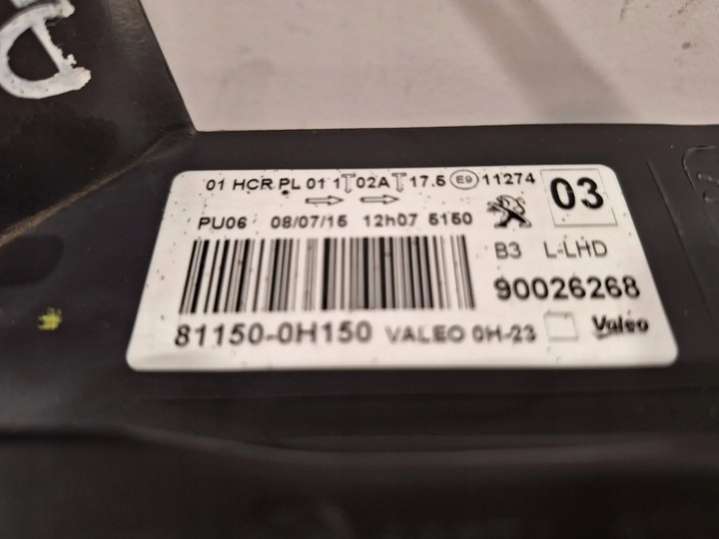 01 HCR PL 01 1 02A 17.5 E9 11274
03
PU06 08/07/15 12h07 5150
B3 L-LHD
90026268
81150-0H150 VALEO 0H-23 Valeo